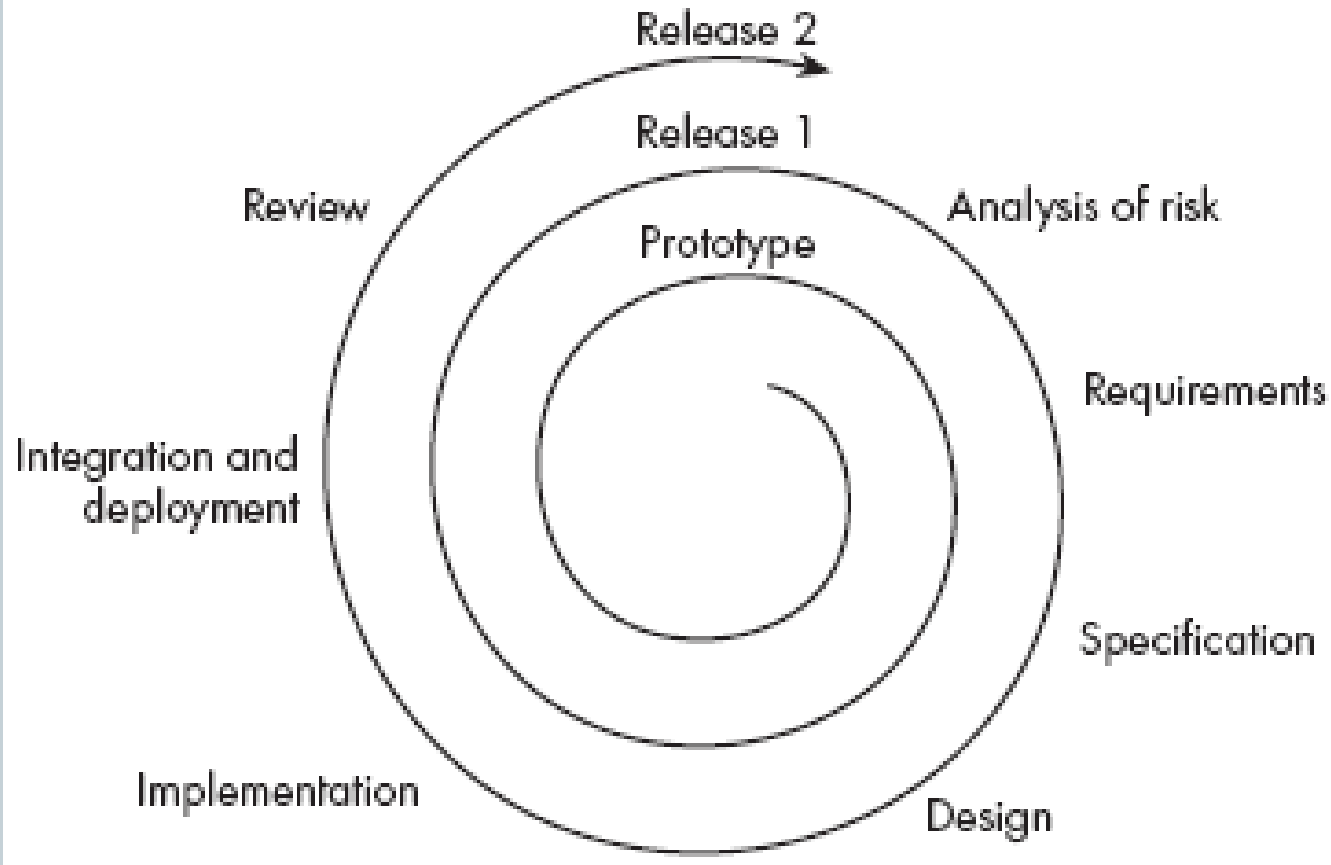 Release 2
Release 1
Review
Analysis of risk
Prototype
Requirements
Integration and
deployment
Specification
Implementation
Design